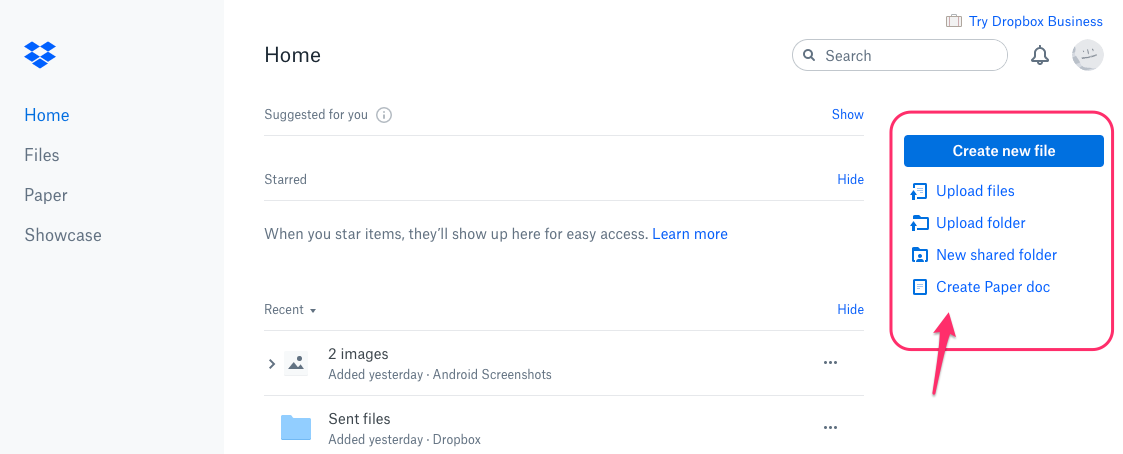 Try Dropbox Business
Home
Search
Home
Files
Paper
Showcase
Suggested for you
Show
Starred
Hide
When you star items, they’ll show up here for easy access. Learn more
Recent
Hide
2 images
Added yesterday · Android Screenshots
Sent files
Added yesterday · Dropbox
Create new file
Upload files
Upload folder
New shared folder
Create Paper doc